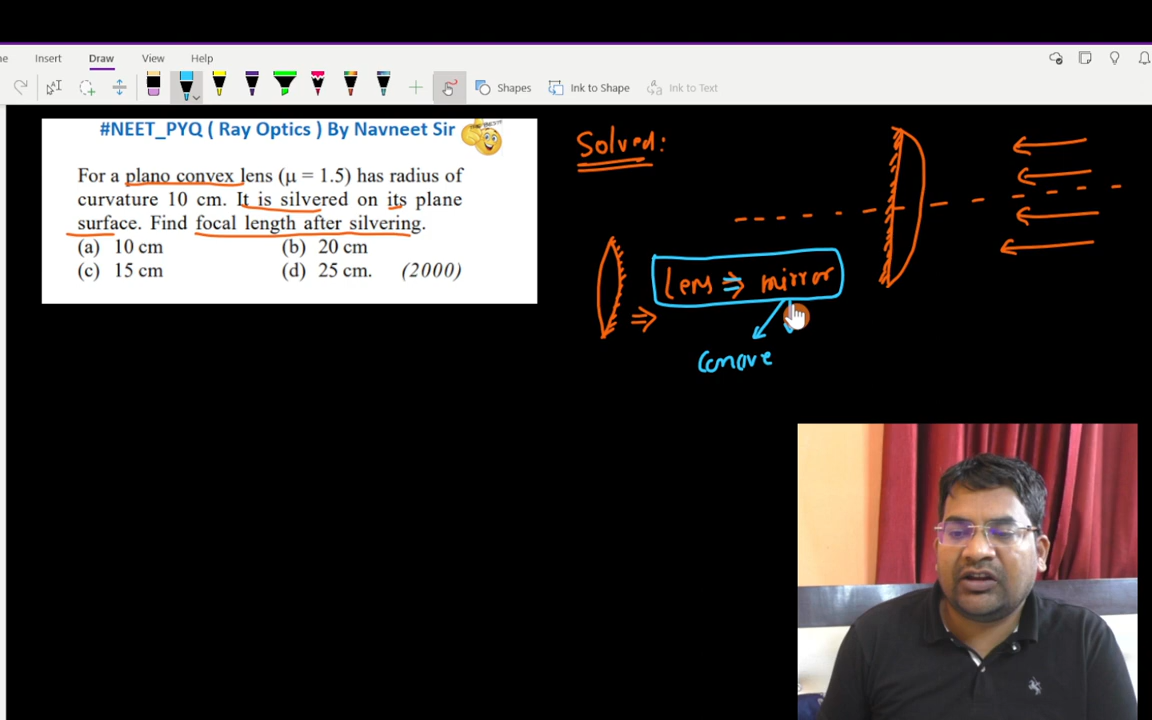 Insert Draw View Help
Shapes Ink to Shape Ink to Text
#NEET_PYQ ( Ray Optics ) By Navneet Sir
For a plano convex lens (μ = 1.5) has radius of
curvature 10 cm. It is silvered on its plane
surface. Find focal length after silvering.
(a) 10 cm (b) 20 cm
(c) 15 cm (d) 25 cm. (2000)
Solved:
lens ⇒ mirror
⇒